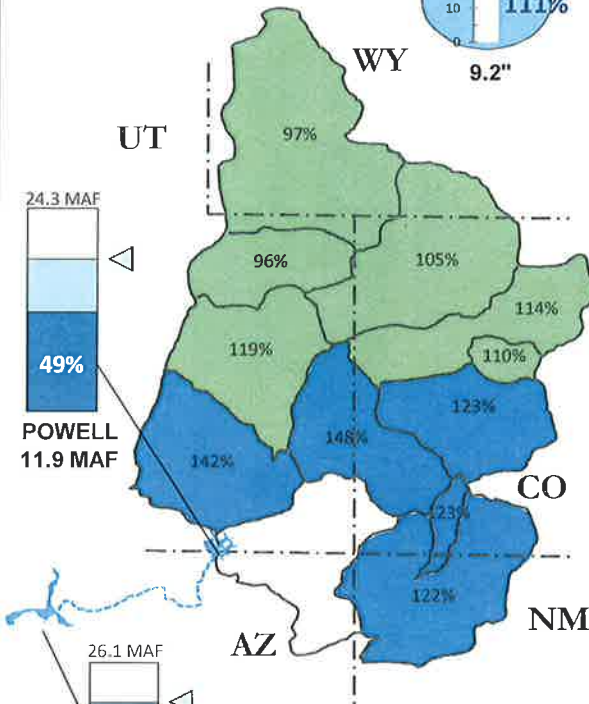 10
111%
0
9.2"
WY
UT
97%
24.3 MAF
96%
105%
114%
119%
110%
49%
123%
POWELL
11.9 MAF
142%
148%
CO
123%
122%
NM
AZ
26.1 MAF